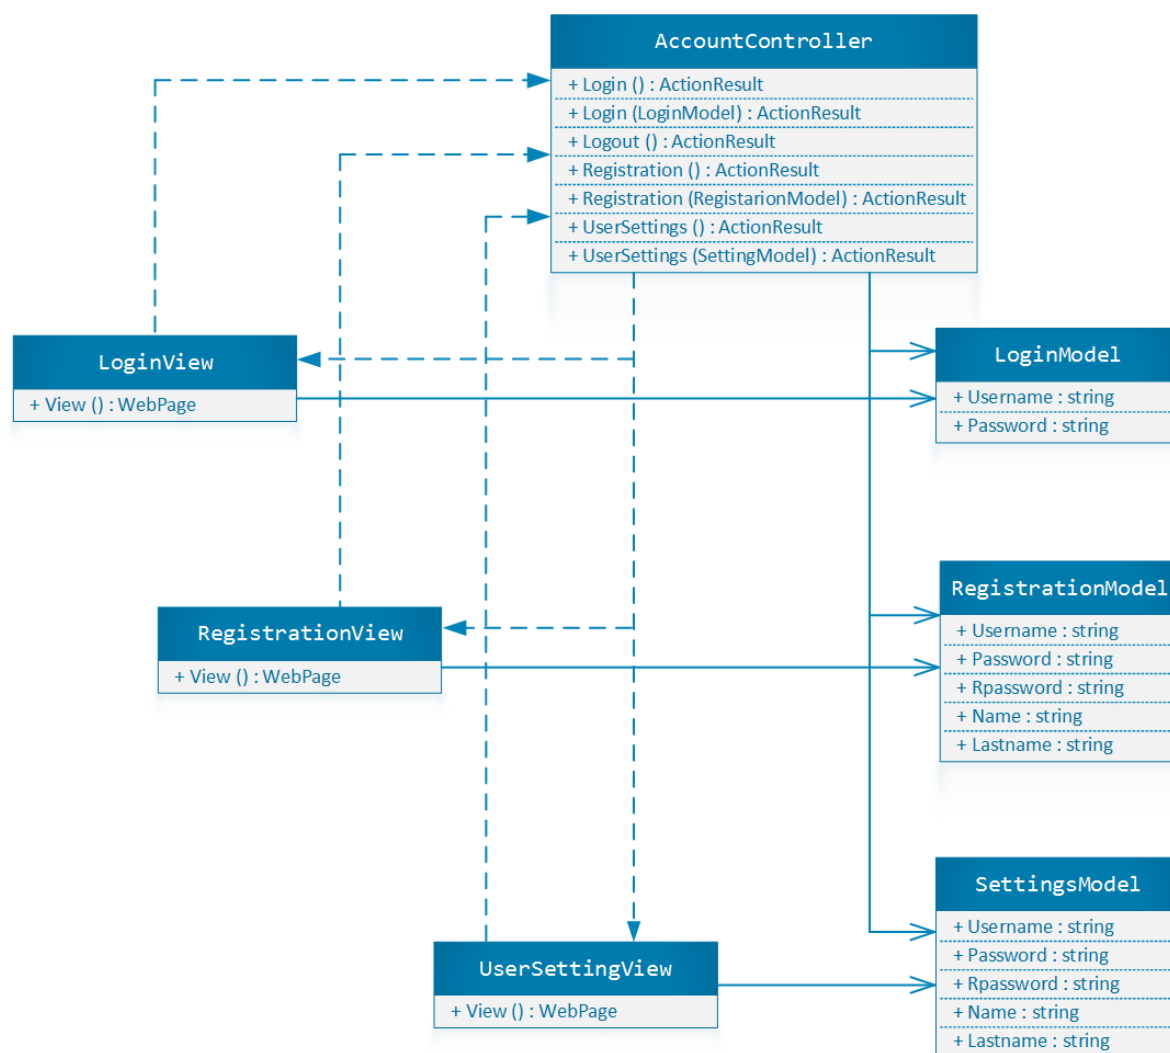 AccountController
+ Login () : ActionResult
+ Login (LoginModel) : ActionResult
+ Logout () : ActionResult
+ Registration () : ActionResult
+ Registration (RegistarionModel) : ActionResult
+ UserSettings () : ActionResult
+ UserSettings (SettingModel) : ActionResult
LoginView
+ View () : WebPage
LoginModel
+ Username : string
+ Password : string
RegistrationView
+ View () : WebPage
RegistrationModel
+ Username : string
+ Password : string
+ Rpassword : string
+ Name : string
+ Lastname : string
UserSettingView
+ View () : WebPage
SettingsModel
+ Username : string
+ Password : string
+ Rpassword : string
+ Name : string
+ Lastname : string